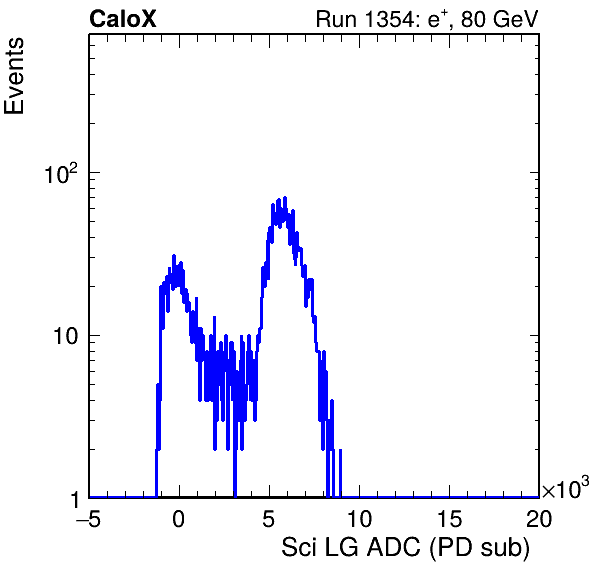 CaloX Run 1354: e⁺, 80 GeV
Events
10²
10
1
−5 0 5 10 15 20 ×10³
Sci LG ADC (PD sub)